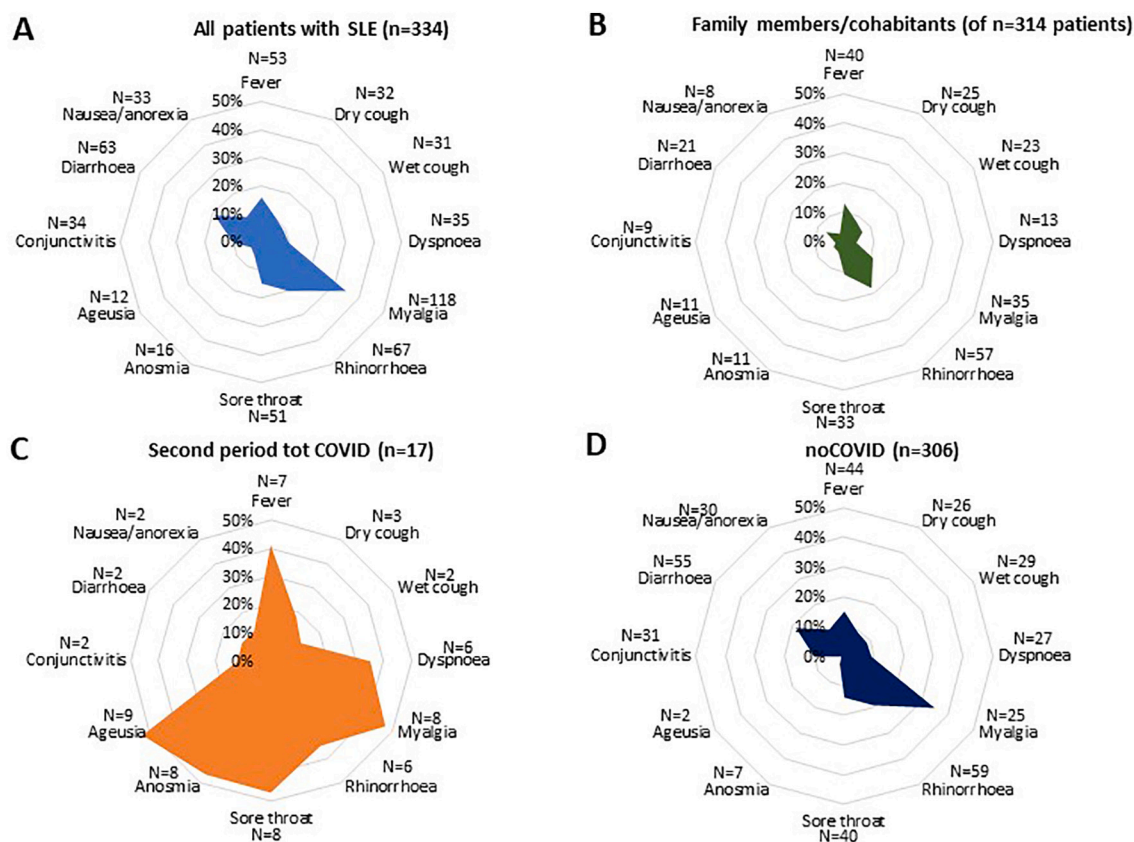 A
All patients with SLE (n=334)
N=53
Fever
N=32
Dry cough
N=31
Wet cough
N=35
Dyspnoea
N=118
Myalgia
N=67
Rhinorrhoea
Sore throat
N=51
N=16
Anosmia
N=12
Ageusia
N=34
Conjunctivitis
N=63
Diarrhoea
N=33
Nausea/anorexia
50%
40%
30%
20%
10%
0%
B
Family members/cohabitants (of n=314 patients)
N=40
Fever
N=25
Dry cough
N=23
Wet cough
N=13
Dyspnoea
N=35
Myalgia
N=57
Rhinorrhoea
Sore throat
N=33
N=11
Anosmia
N=11
Ageusia
N=9
Conjunctivitis
N=21
Diarrhoea
N=8
Nausea/anorexia
50%
40%
30%
20%
10%
0%
C
Second period tot COVID (n=17)
N=7
Fever
N=3
Dry cough
N=2
Wet cough
N=6
Dyspnoea
N=8
Myalgia
N=6
Rhinorrhoea
Sore throat
N=8
N=8
Anosmia
N=9
Ageusia
N=2
Conjunctivitis
N=2
Diarrhoea
N=2
Nausea/anorexia
50%
40%
30%
20%
10%
0%
D
noCOVID (n=306)
N=44
Fever
N=26
Dry cough
N=29
Wet cough
N=27
Dyspnoea
N=25
Myalgia
N=59
Rhinorrhoea
Sore throat
N=40
N=7
Anosmia
N=2
Ageusia
N=31
Conjunctivitis
N=55
Diarrhoea
N=30
Nausea/anorexia
50%
40%
30%
20%
10%
0%